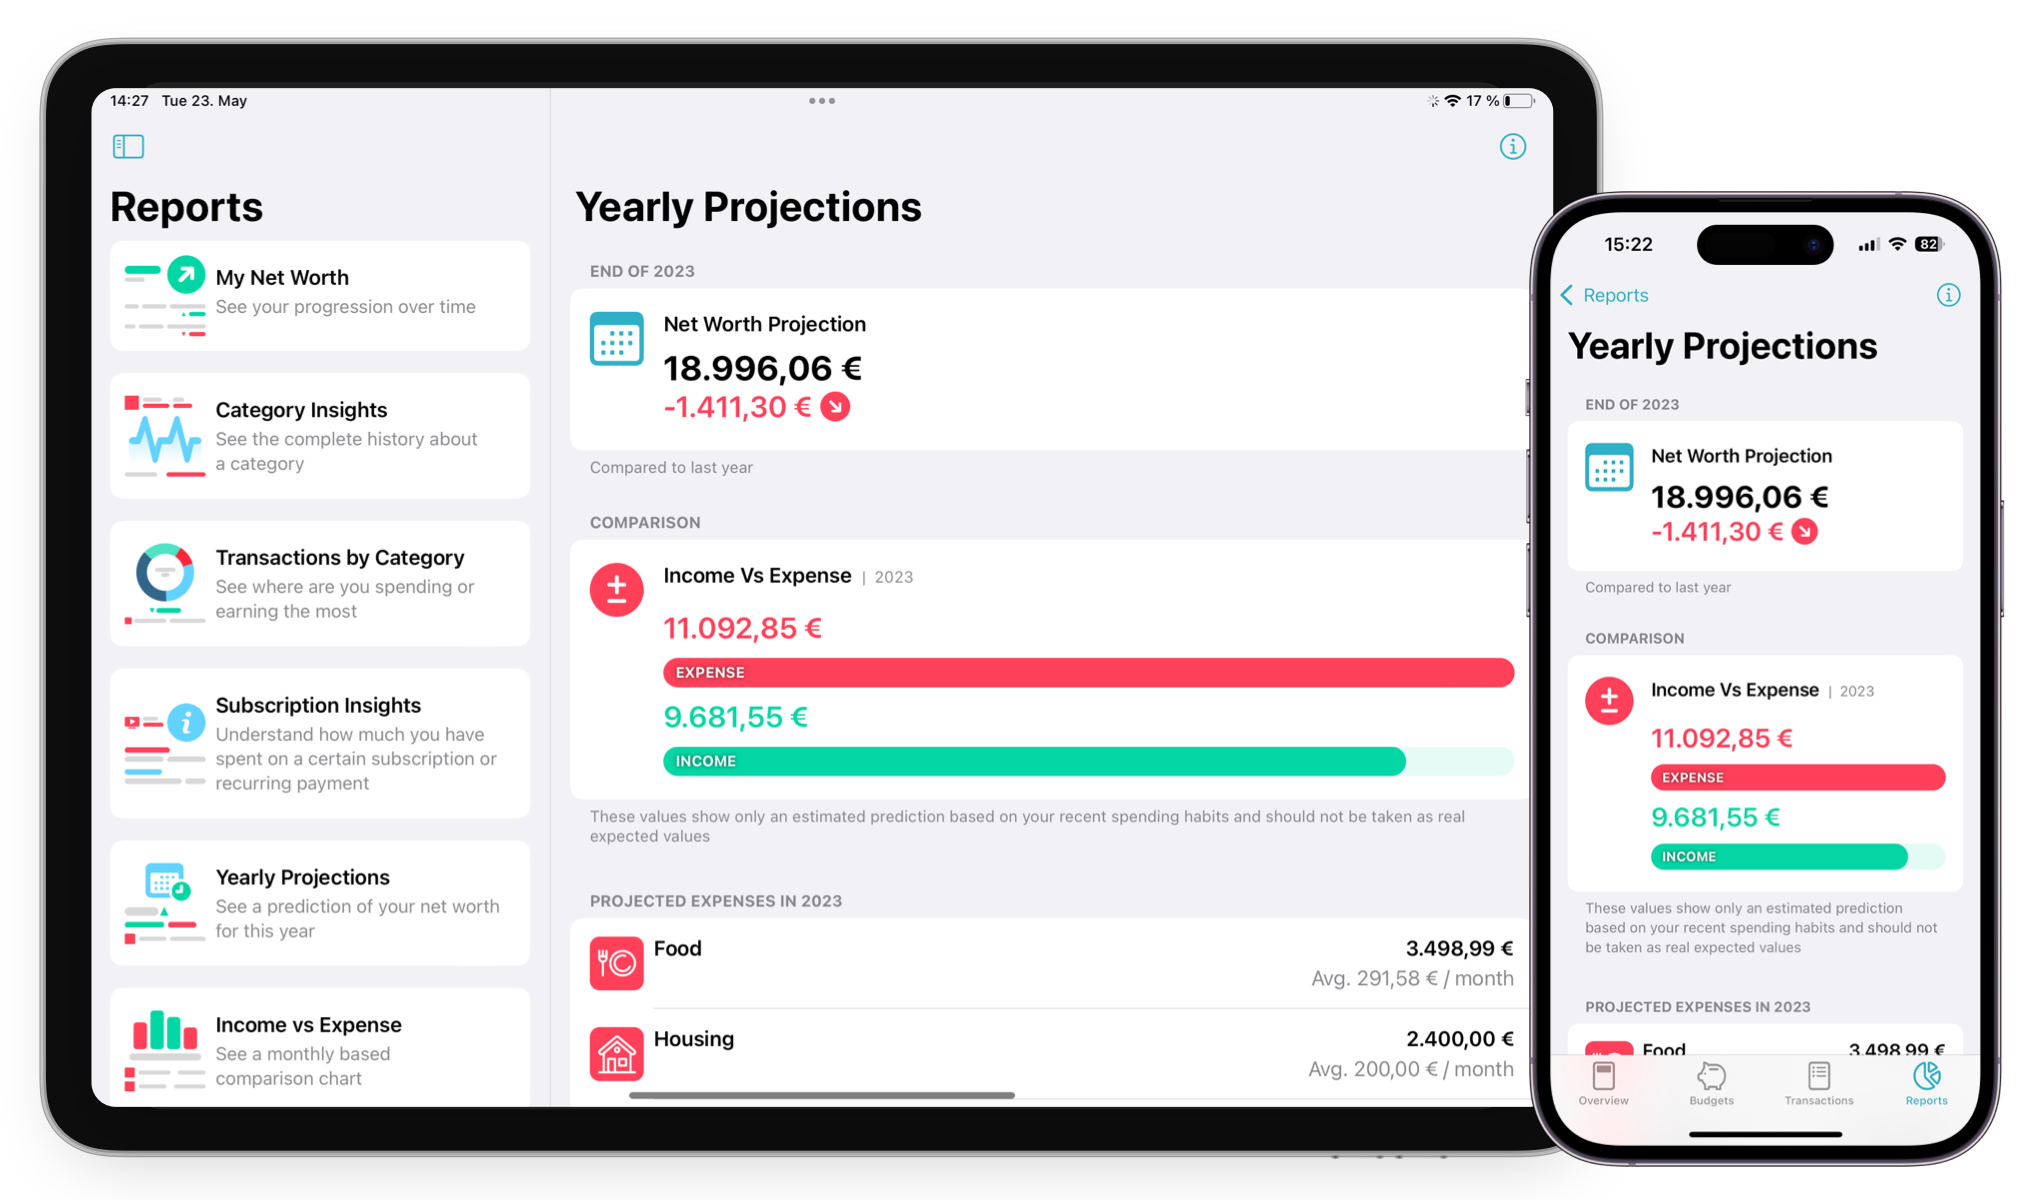 14:27 Tue 23. May
17 %
Reports
My Net Worth
See your progression over time
Category Insights
See the complete history about
a category
Transactions by Category
See where are you spending or
earning the most
Subscription Insights
Understand how much you have
spent on a certain subscription or
recurring payment
Yearly Projections
See a prediction of your net worth
for this year
Income vs Expense
See a monthly based
comparison chart
Yearly Projections
END OF 2023
Net Worth Projection
18.996,06 €
-1.411,30 €
Compared to last year
COMPARISON
Income Vs Expense | 2023
11.092,85 €
EXPENSE
9.681,55 €
INCOME
These values show only an estimated prediction based on your recent spending habits and should not be taken as real
expected values
PROJECTED EXPENSES IN 2023
Food 3.498,99 €
Avg. 291,58 € / month
Housing 2.400,00 €
Avg. 200,00 € / month
15:22
82
Reports
Yearly Projections
END OF 2023
Net Worth Projection
18.996,06 €
-1.411,30 €
Compared to last year
COMPARISON
Income Vs Expense | 2023
11.092,85 €
EXPENSE
9.681,55 €
INCOME
These values show only an estimated prediction
based on your recent spending habits and should not
be taken as real expected values
PROJECTED EXPENSES IN 2023
Food 3.498,99 €
Overview Budgets Transactions Reports